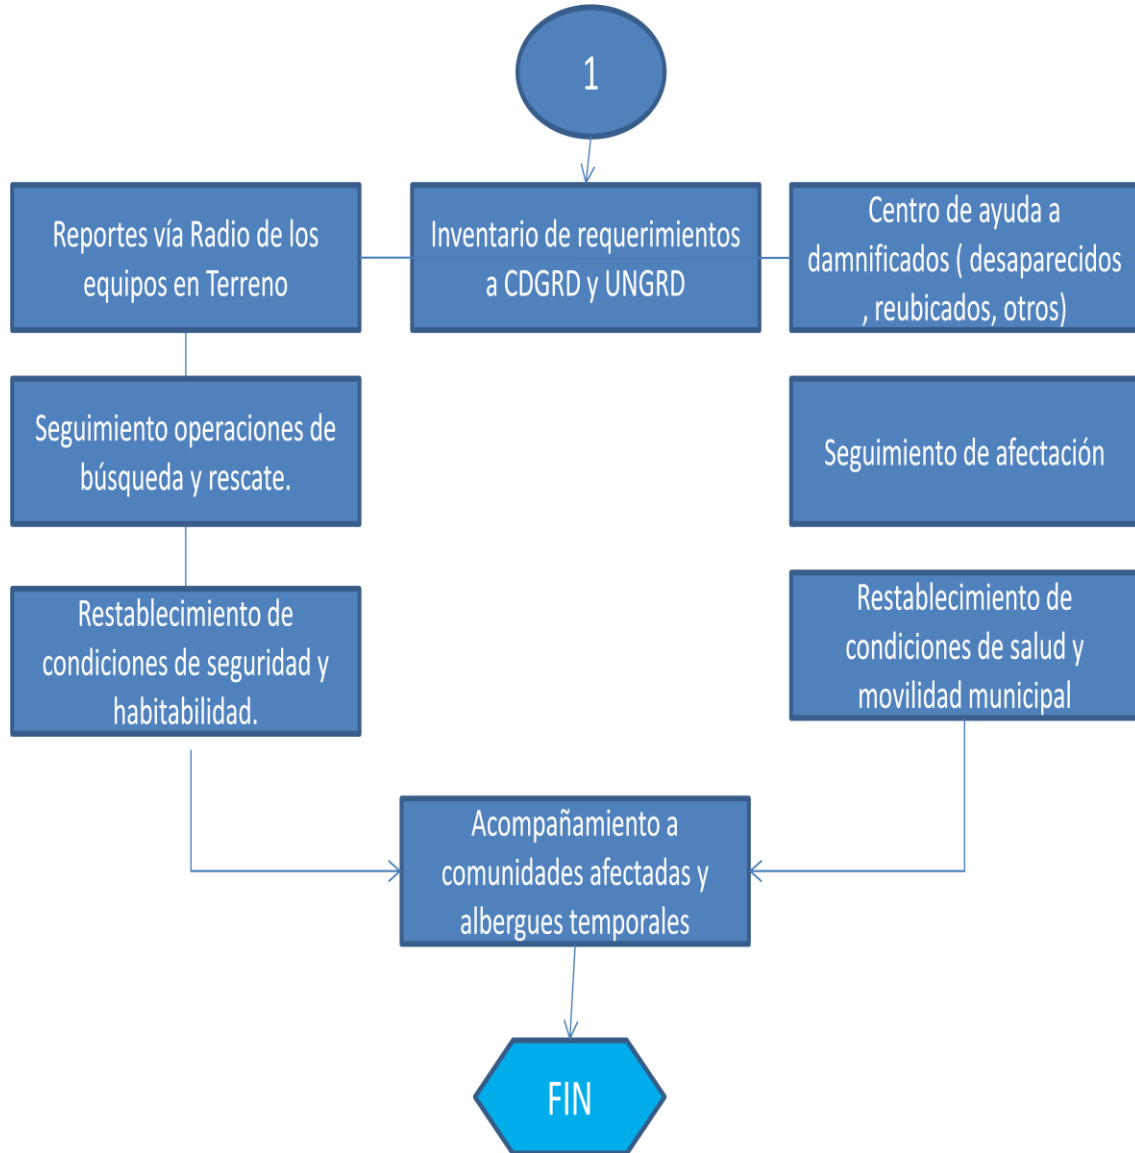 1
Reportes vía Radio de los
equipos en Terreno
Inventario de requerimientos
a CDGRD y UNGRD
Centro de ayuda a
damnificados ( desaparecidos
, reubicados, otros)
Seguimiento operaciones de
búsqueda y rescate.
Seguimiento de afectación
Restablecimiento de
condiciones de seguridad y
habitabilidad.
Restablecimiento de
condiciones de salud y
movilidad municipal
Acompañamiento a
comunidades afectadas y
albergues temporales
FIN